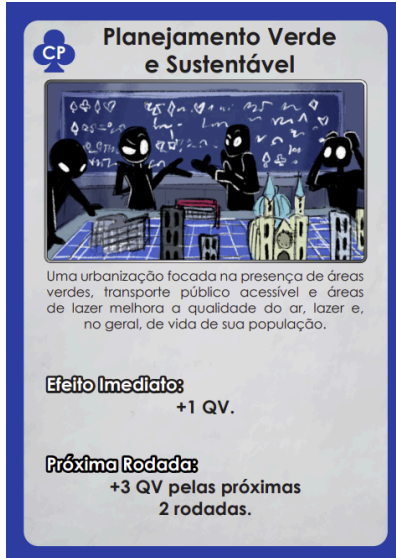 CP
Planejamento Verde
e Sustentável
Uma urbanização focada na presença de áreas
verdes, transporte público acessível e áreas
de lazer melhora a qualidade do ar, lazer e,
no geral, de vida de sua população.
Efeito Imediato:
+1 QV.
Próxima Rodada:
+3 QV pelas próximas
2 rodadas.